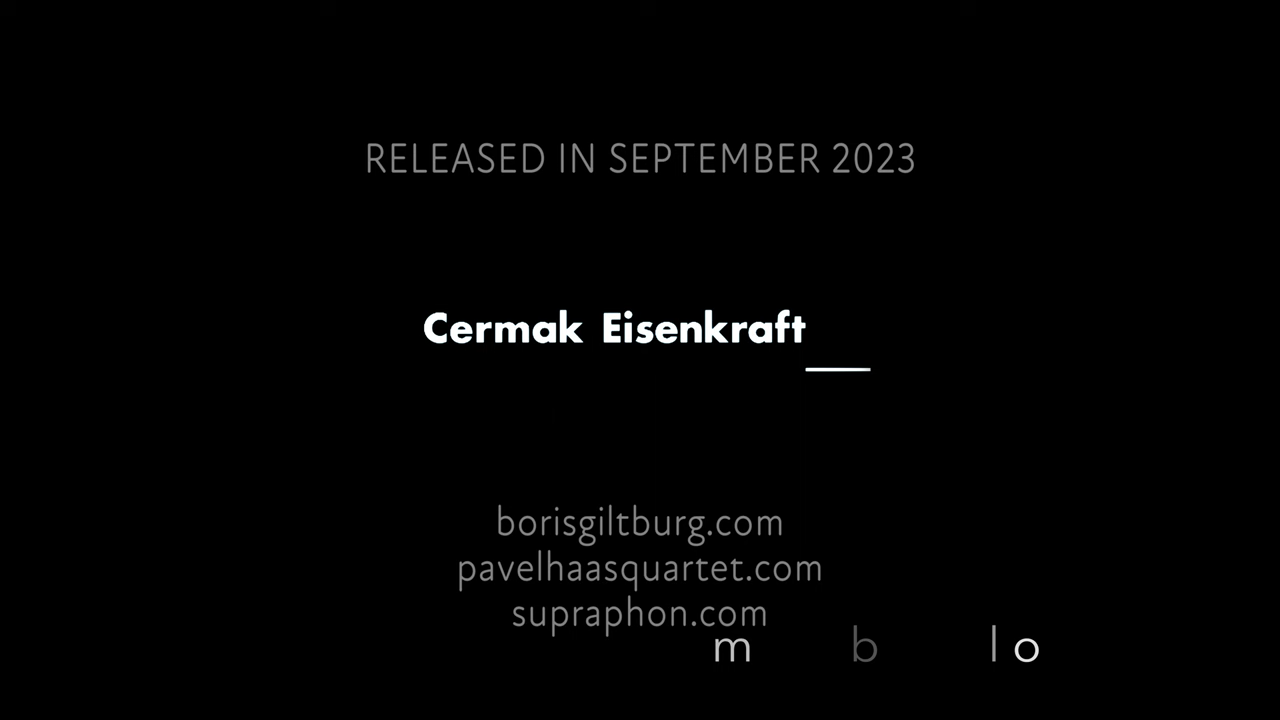 RELEASED IN SEPTEMBER 2023
Cermak Eisenkraft
borisgiltburg.com
pavelhaasquartet.com
supraphon.com
m b l o